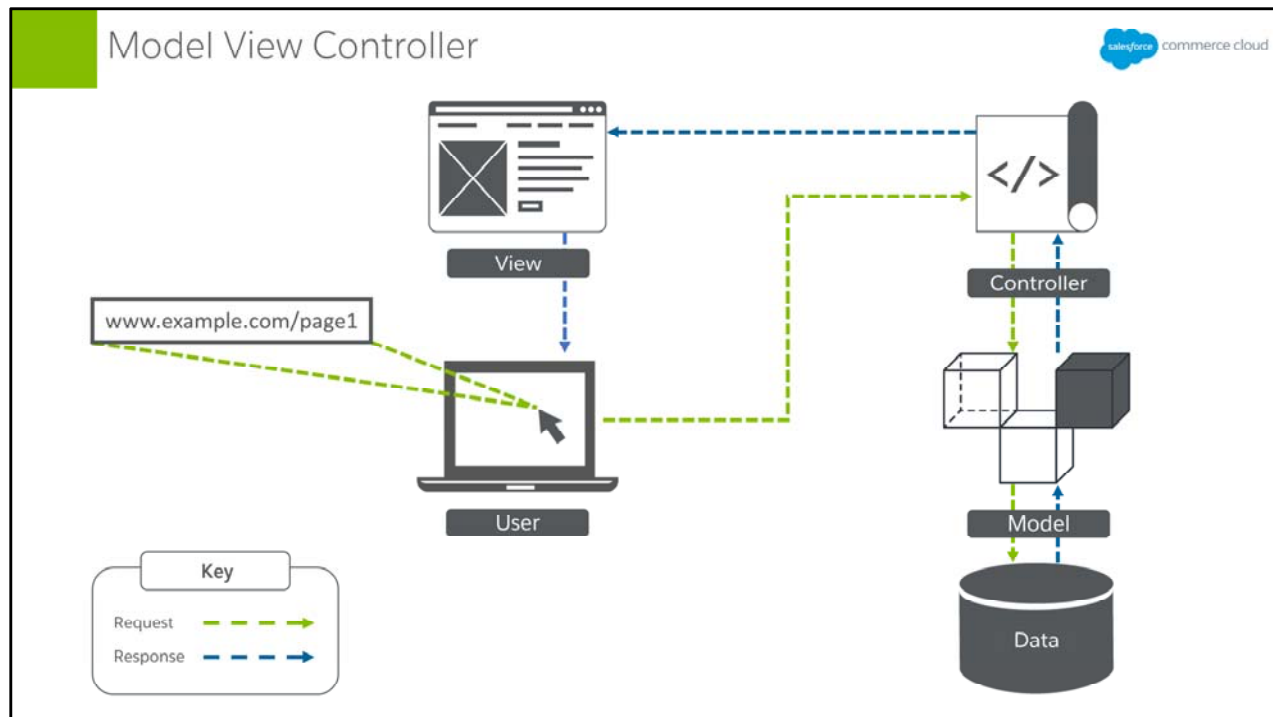 Model View Controller
salesforce commerce cloud
</>
View
Controller
www.example.com/page1
User
Model
Key
Request
Response
Data